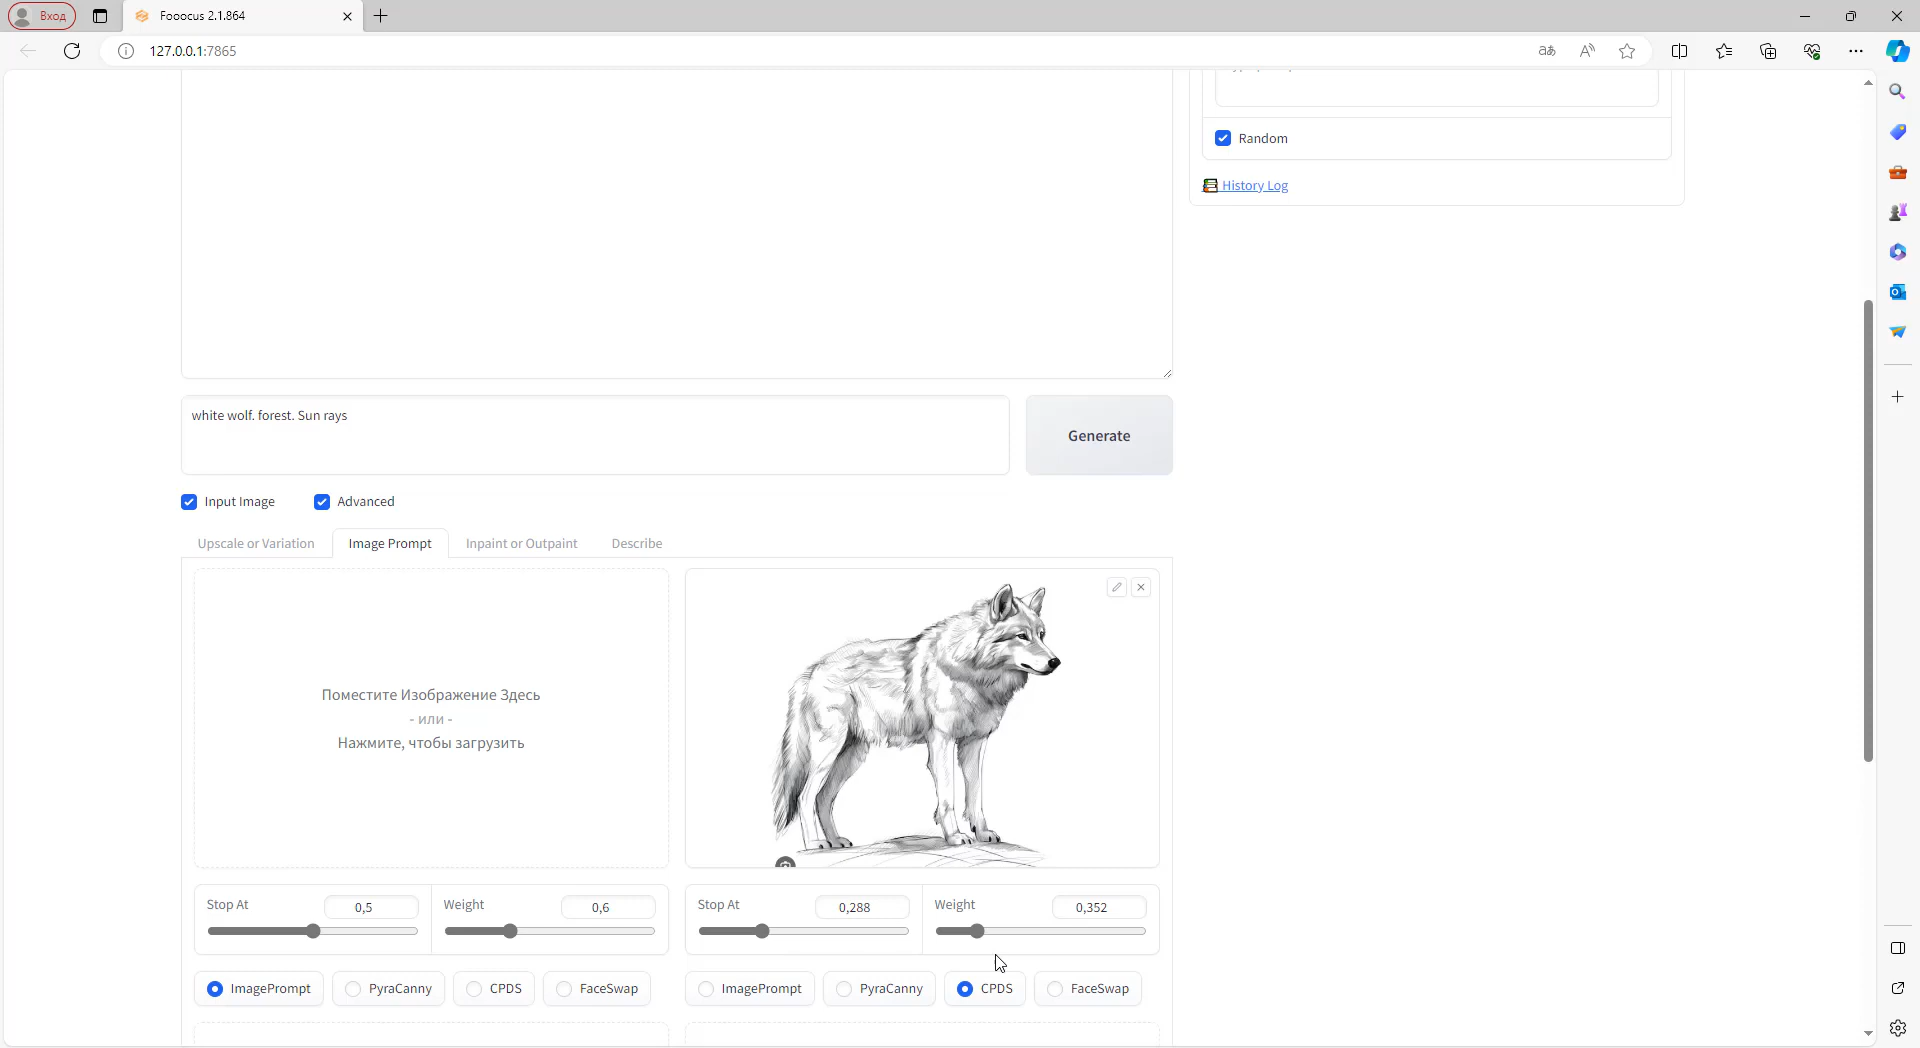 Вход
Fooocus 2.1.864
127.0.0.1:7865
Random
History Log
white wolf. forest. Sun rays
Generate
Input Image
Advanced
Upscale or Variation
Image Prompt
Inpaint or Outpaint
Describe
Поместите Изображение Здесь
- или -
Нажмите, чтобы загрузить
Stop At
0,5
Weight
0,6
Stop At
0,288
Weight
0,352
ImagePrompt
PyraCanny
CPDS
FaceSwap
ImagePrompt
PyraCanny
CPDS
FaceSwap